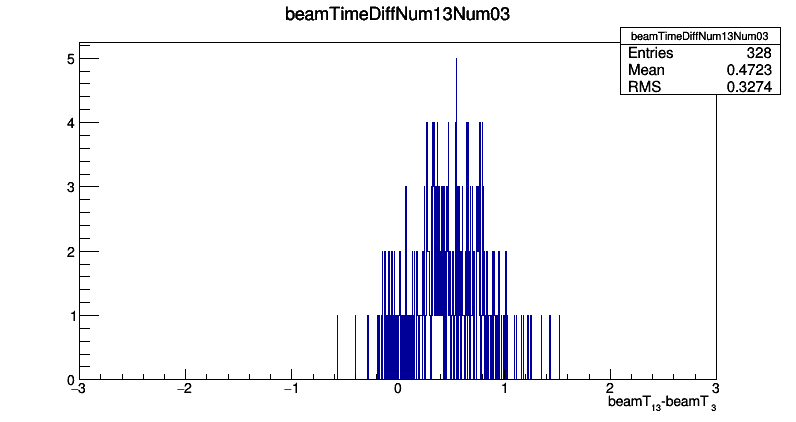 beamTimeDiffNum13Num03
beamTimeDiffNum13Num03
Entries 328
Mean 0.4723
RMS 0.3274
5
4
3
2
1
0
−3 −2 −1 0 1 2 3
beamT13-beamT3